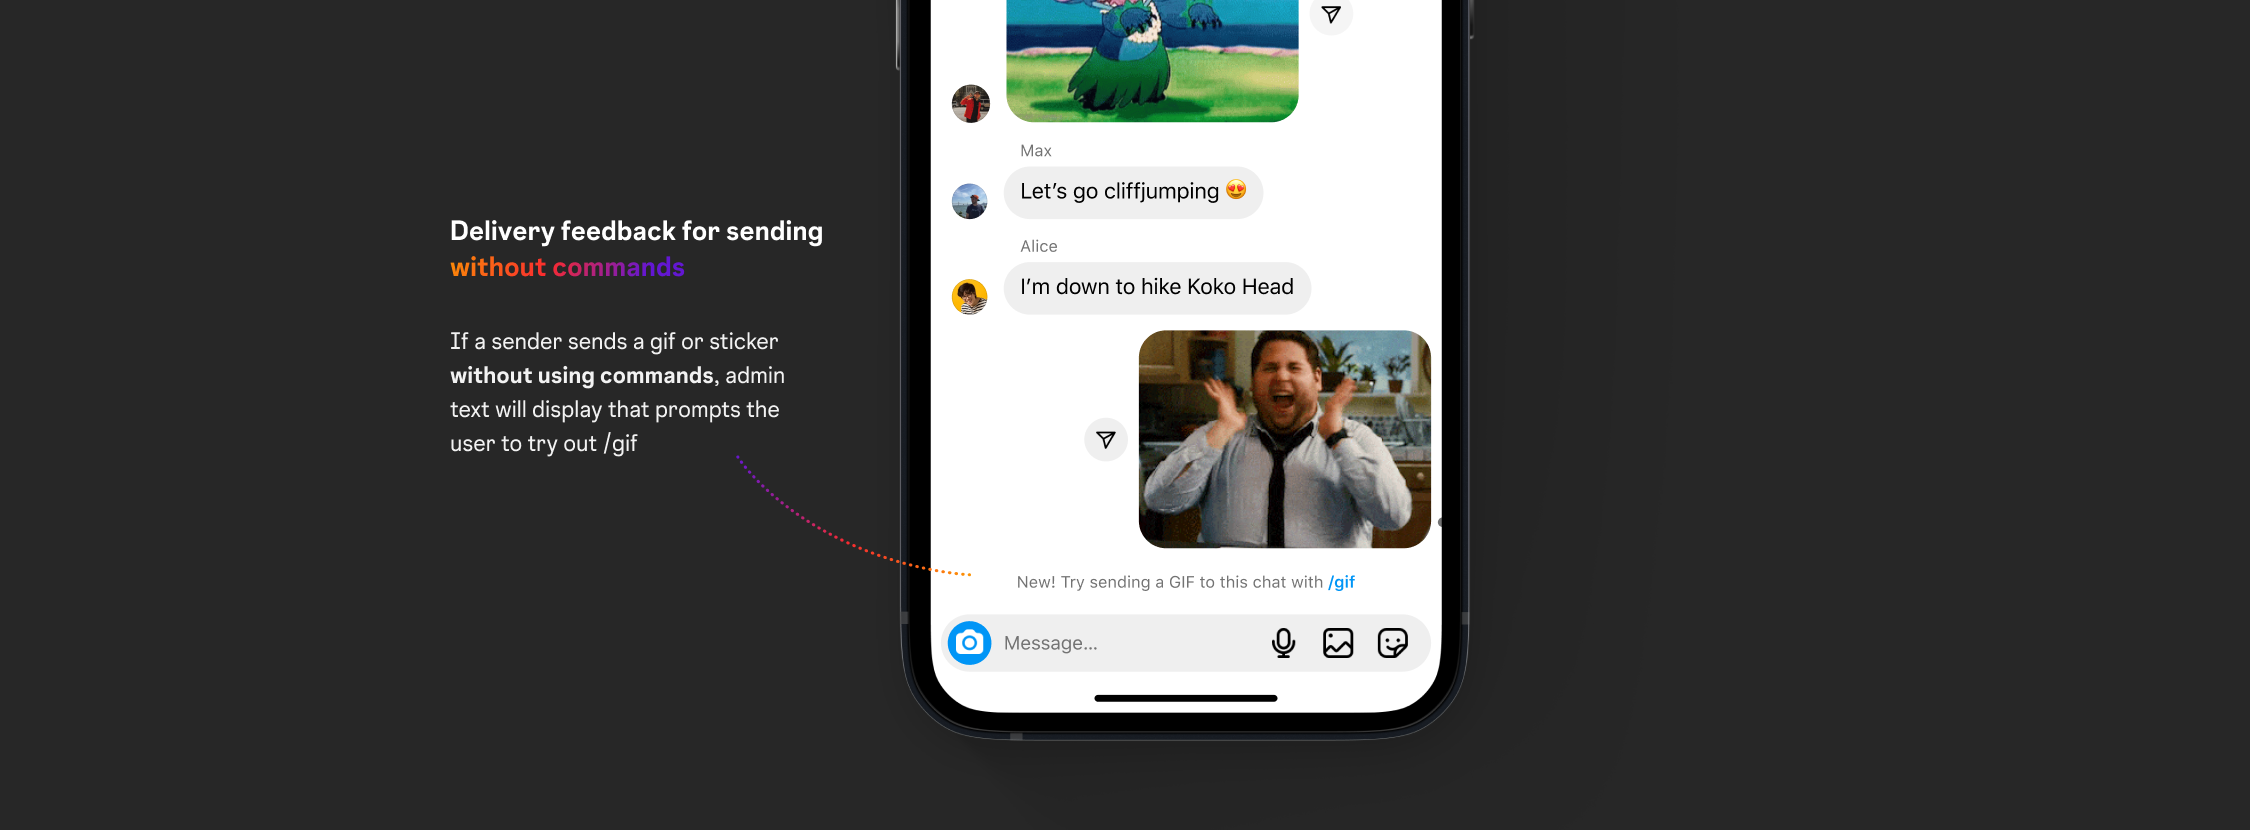 Delivery feedback for sending
without commands
If a sender sends a gif or sticker
without using commands, admin
text will display that prompts the
user to try out /gif
Max
Let’s go cliffjumping 😍
Alice
I’m down to hike Koko Head
New! Try sending a GIF to this chat with /gif
Message...